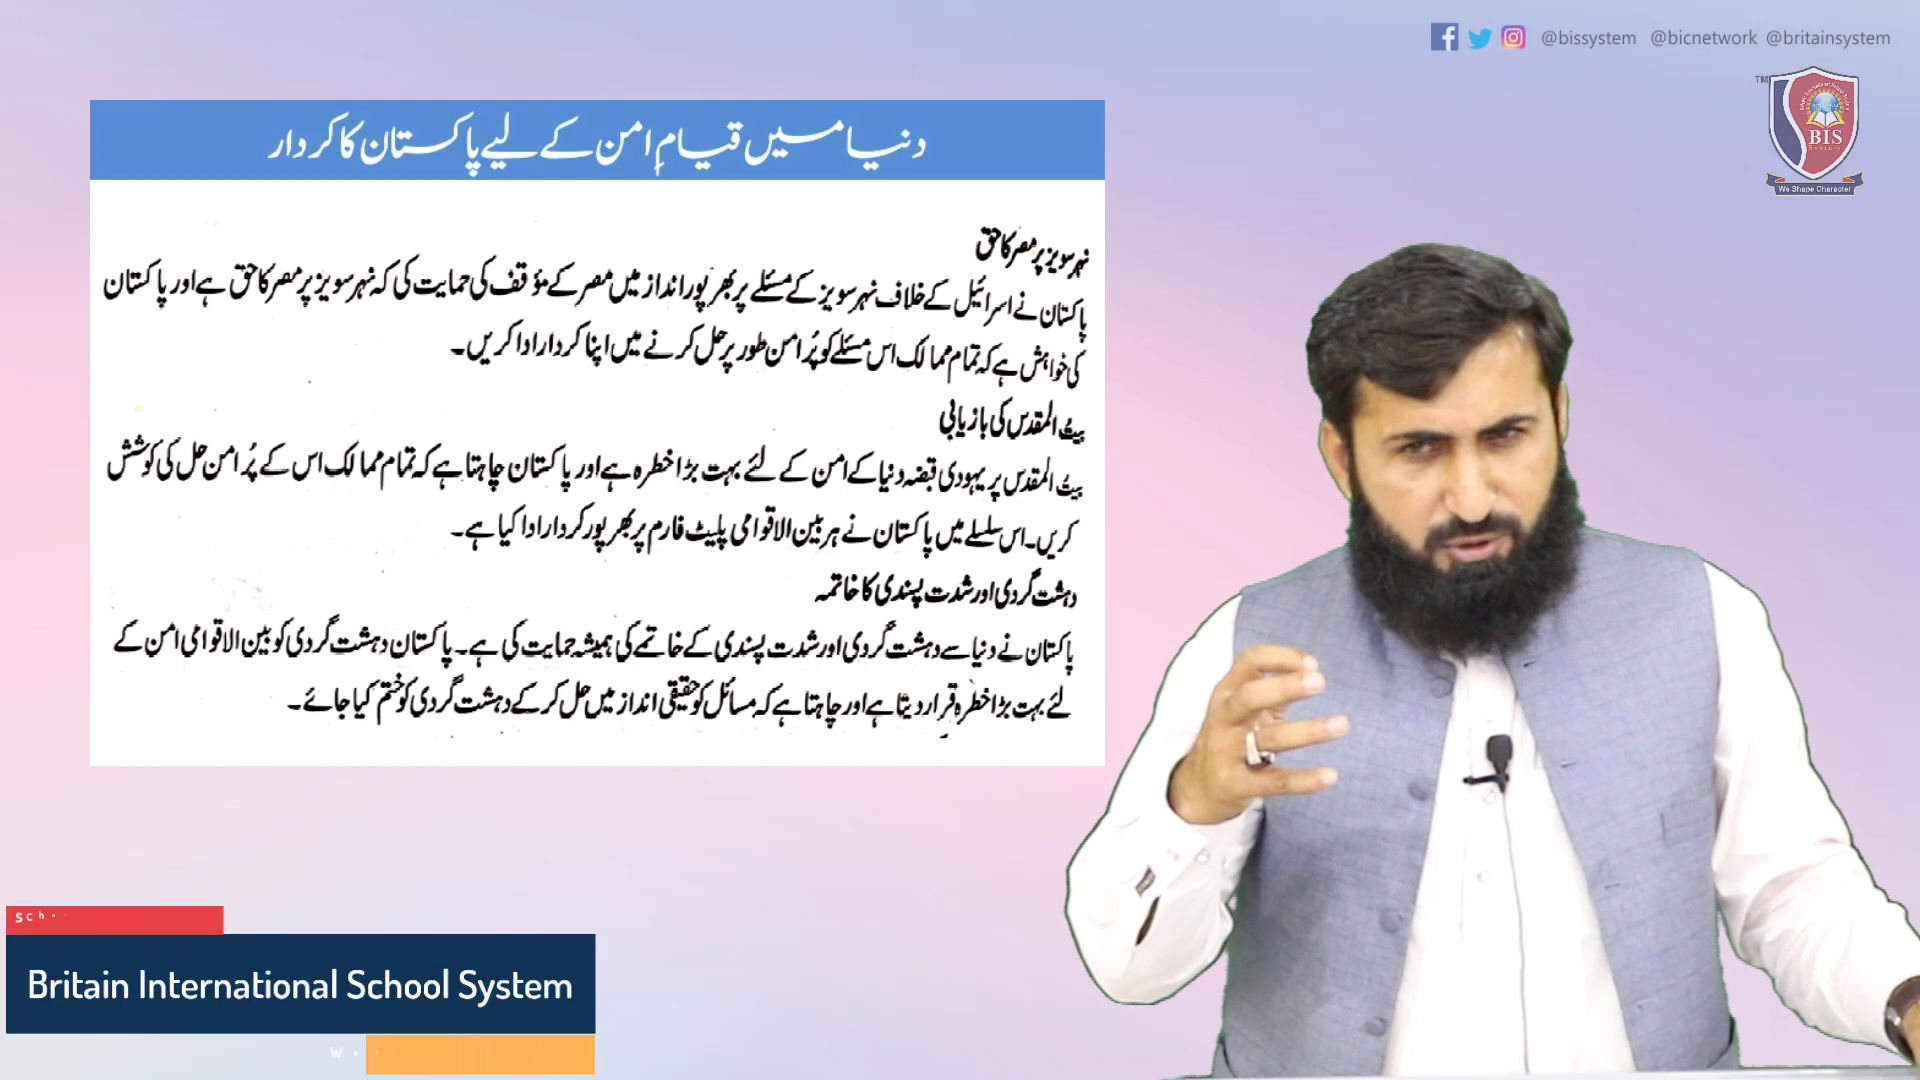 @bissystem @bicnetwork @britainsystem
TM
BIS
System
We Shape Character
دنیا میں قیامِ امن کے لیے پاکستان کا کردار
نہر سویز پر مصر کا حق
پاکستان نے اسرائیل کے خلاف نہر سویز کے مسئلے پر بھر پور انداز میں مصر کے مؤقف کی حمایت کی کہ نہر سویز پر مصر کا حق ہے اور پاکستان
کی خواہش ہے کہ تمام ممالک اس مسئلے کو پُر امن طور پر حل کرنے میں اپنا کردار ادا کریں۔
بیتُ المقدس کی بازیابی
بیتُ المقدس پر یہودی قبضہ دنیا کے امن کے لئے بہت بڑا خطرہ ہے اور پاکستان چاہتا ہے کہ تمام ممالک اس کے پُر امن حل کی کوشش
کریں۔ اس سلسلے میں پاکستان نے ہر بین الاقوامی پلیٹ فارم پر بھر پور کردار ادا کیا ہے۔
دہشت گردی اور شدت پسندی کا خاتمہ
پاکستان نے دنیا سے دہشت گردی اور شدت پسندی کے خاتمے کی ہمیشہ حمایت کی ہے۔ پاکستان دہشت گردی کو بین الاقوامی امن کے
لئے بہت بڑا خطرہ قرار دیتا ہے اور چاہتا ہے کہ مسائل کو حقیقی انداز میں حل کر کے دہشت گردی کو ختم کیا جائے۔
Sch
Britain International School System
W